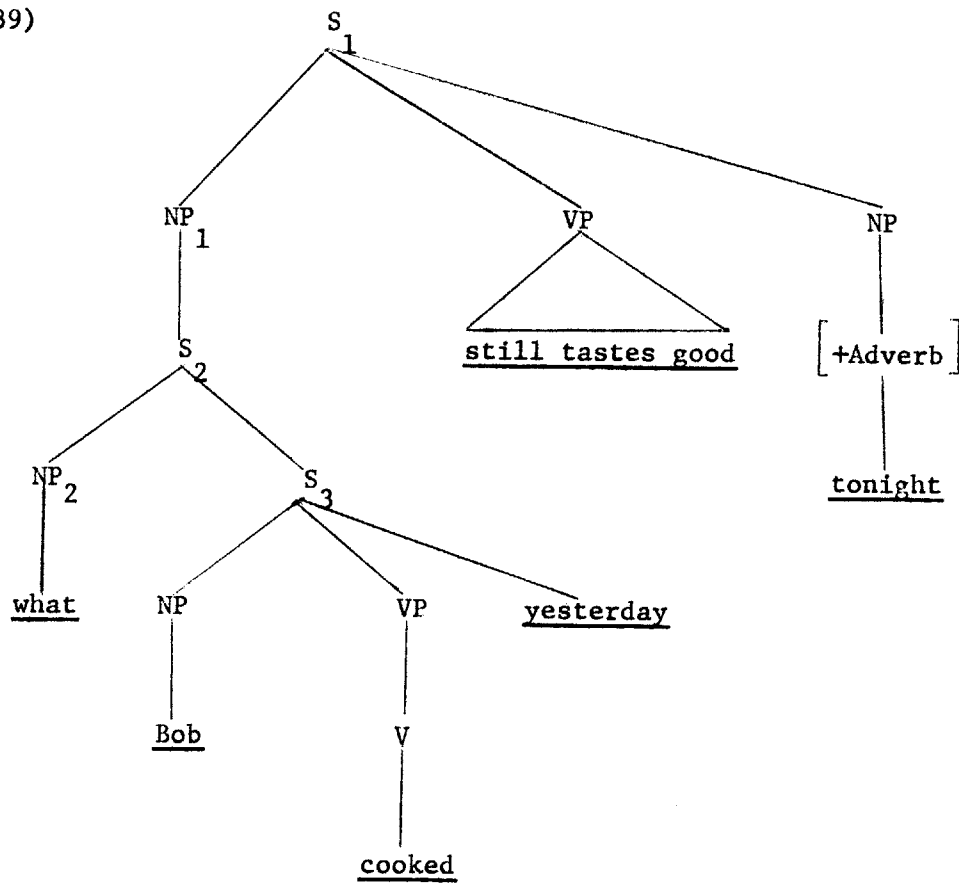 39)
S1
NP1 VP NP
S2 still tastes good [+Adverb]
NP2 S3 tonight
what NP VP yesterday
Bob V
cooked